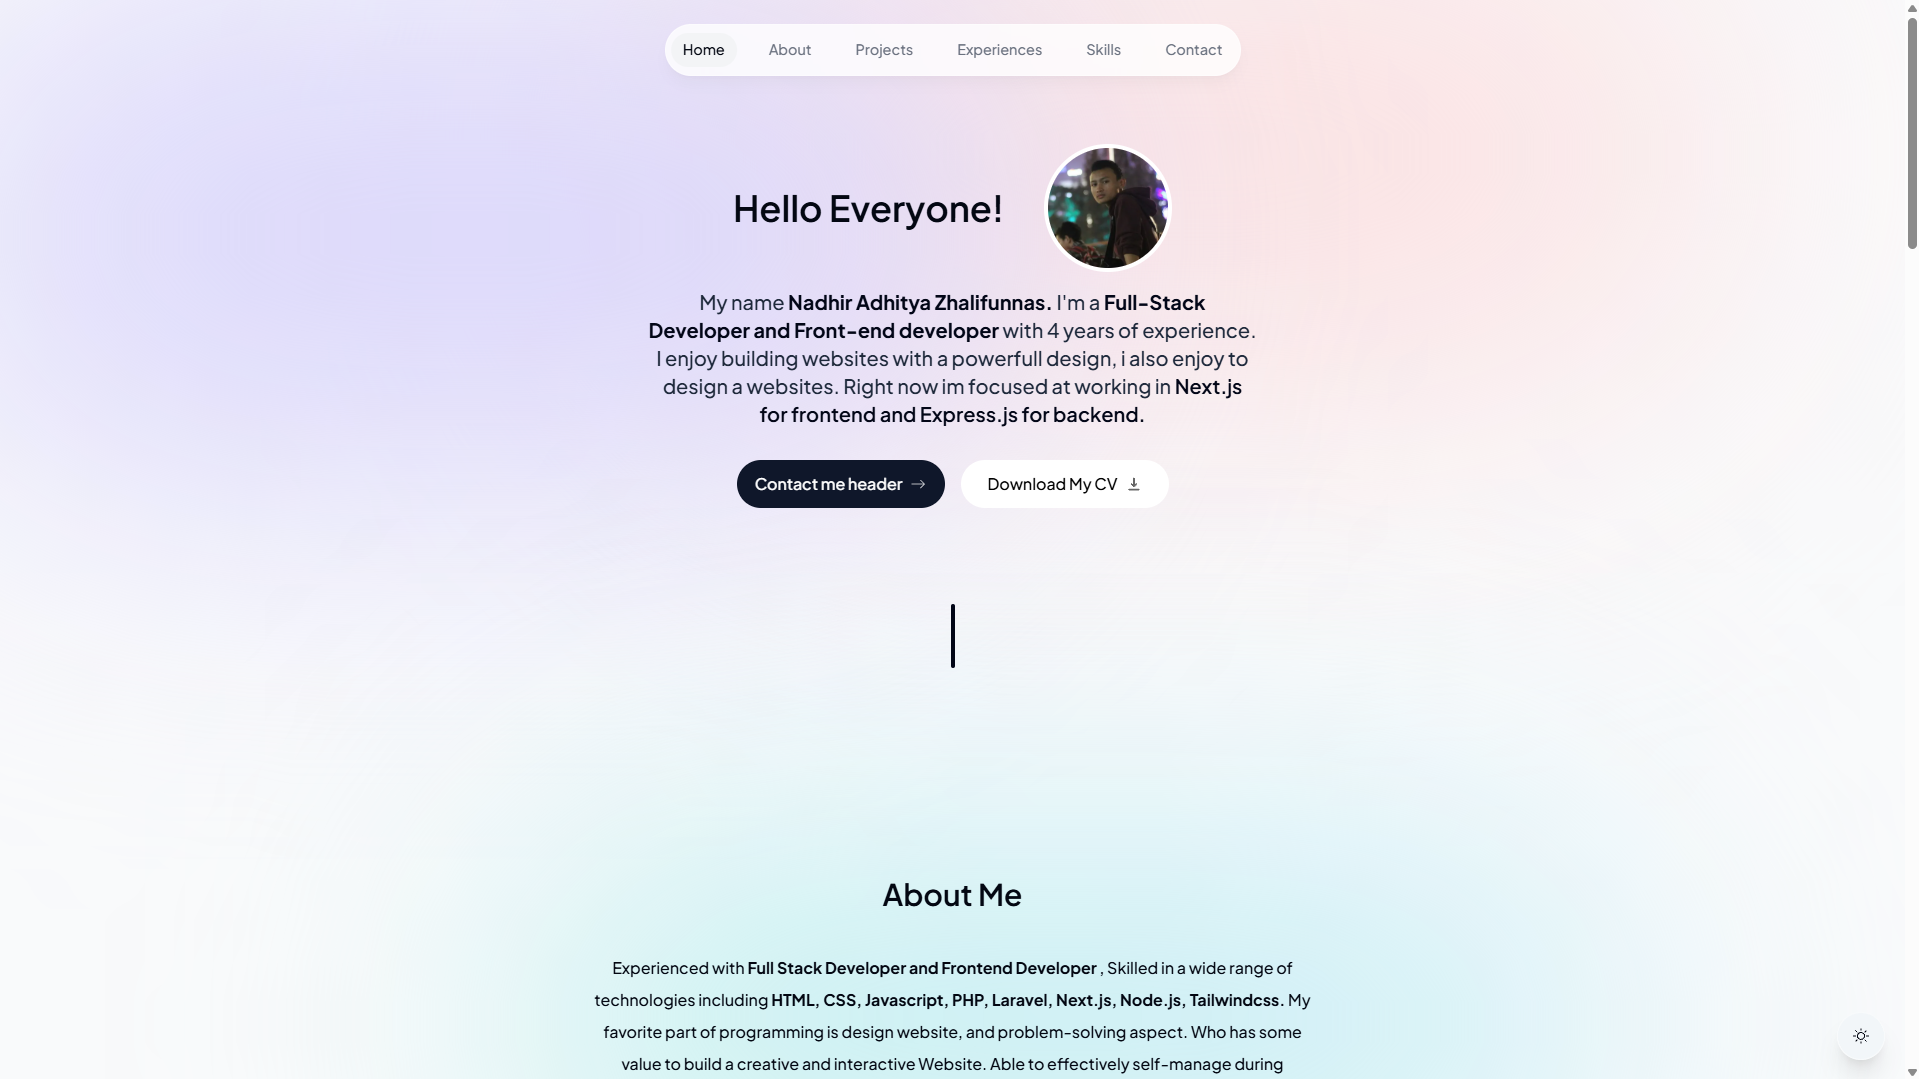 Home About Projects Experiences Skills Contact
Hello Everyone!
My name Nadhir Adhitya Zhalifunnas. I'm a Full-Stack
Developer and Front-end developer with 4 years of experience.
I enjoy building websites with a powerfull design, i also enjoy to
design a websites. Right now im focused at working in Next.js
for frontend and Express.js for backend.
Contact me header
Download My CV
About Me
Experienced with Full Stack Developer and Frontend Developer , Skilled in a wide range of
technologies including HTML, CSS, Javascript, PHP, Laravel, Next.js, Node.js, Tailwindcss. My
favorite part of programming is design website, and problem-solving aspect. Who has some
value to build a creative and interactive Website. Able to effectively self-manage during